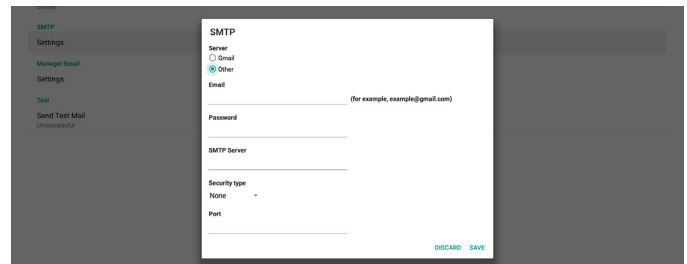 Enable
SMTP
Settings
Manager Email
Settings
Test
Send Test Mail
Unsuccessful
SMTP
Server
Gmail
Other
Email
(for example, example@gmail.com)
Password
SMTP Server
Security type
None
Port
DISCARD SAVE